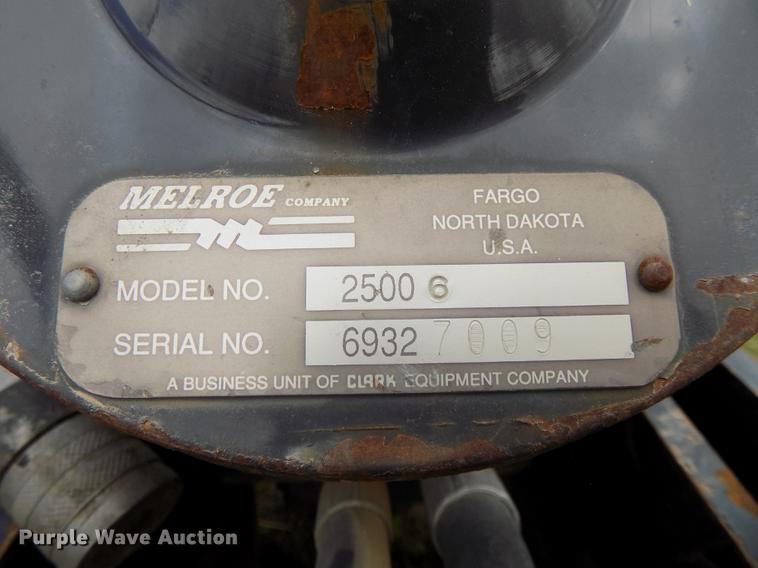 MELROE COMPANY
FARGO
NORTH DAKOTA
U.S.A.
MODEL NO. 2500 6
SERIAL NO. 6932 7009
A BUSINESS UNIT OF CLARK EQUIPMENT COMPANY
Purple Wave Auction®